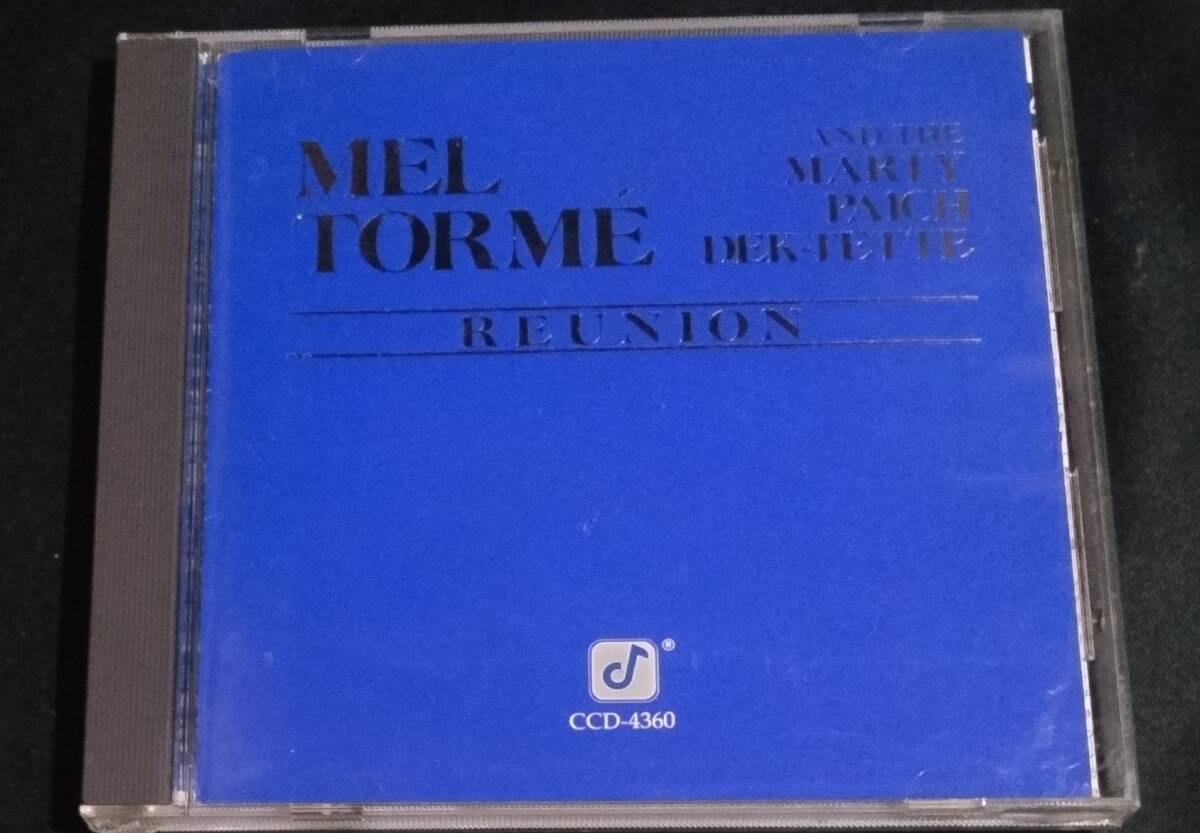 MEL
TORMÉ
AND THE
MARTY
PAICH
DEK-TETTE
REUNION
®
CCD-4360